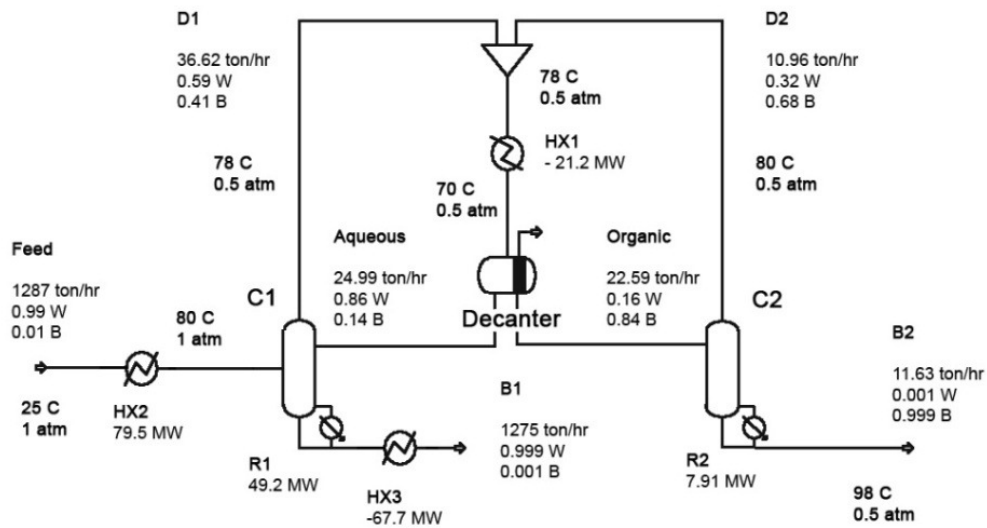 D1
36.62 ton/hr
0.59 W
0.41 B
78 C
0.5 atm
D2
10.96 ton/hr
0.32 W
0.68 B
78 C
0.5 atm
HX1
- 21.2 MW
80 C
0.5 atm
70 C
0.5 atm
Feed
1287 ton/hr
0.99 W
0.01 B
Aqueous
24.99 ton/hr
0.86 W
0.14 B
Organic
22.59 ton/hr
0.16 W
0.84 B
C1
C2
Decanter
80 C
1 atm
25 C
1 atm
HX2
79.5 MW
B1
1275 ton/hr
0.999 W
0.001 B
B2
11.63 ton/hr
0.001 W
0.999 B
R1
49.2 MW
HX3
-67.7 MW
R2
7.91 MW
98 C
0.5 atm